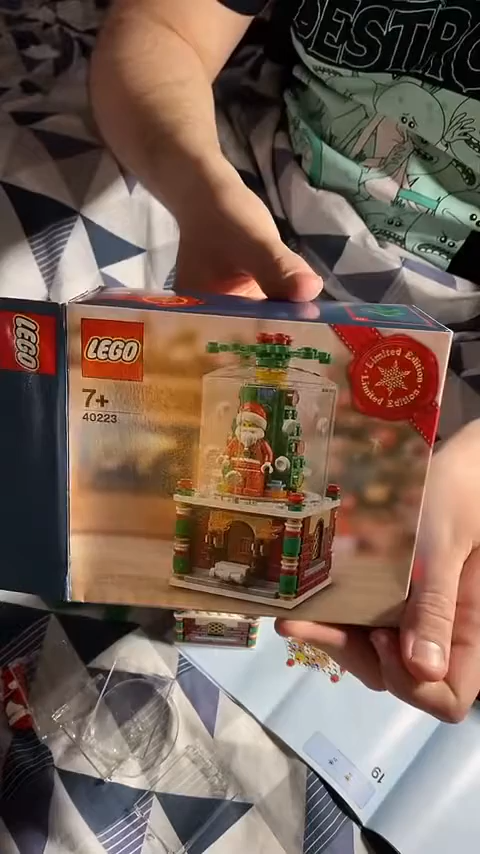 DESTRO
LEGO
LEGO
7+
40223
Limited Edition
Limited Edition
19